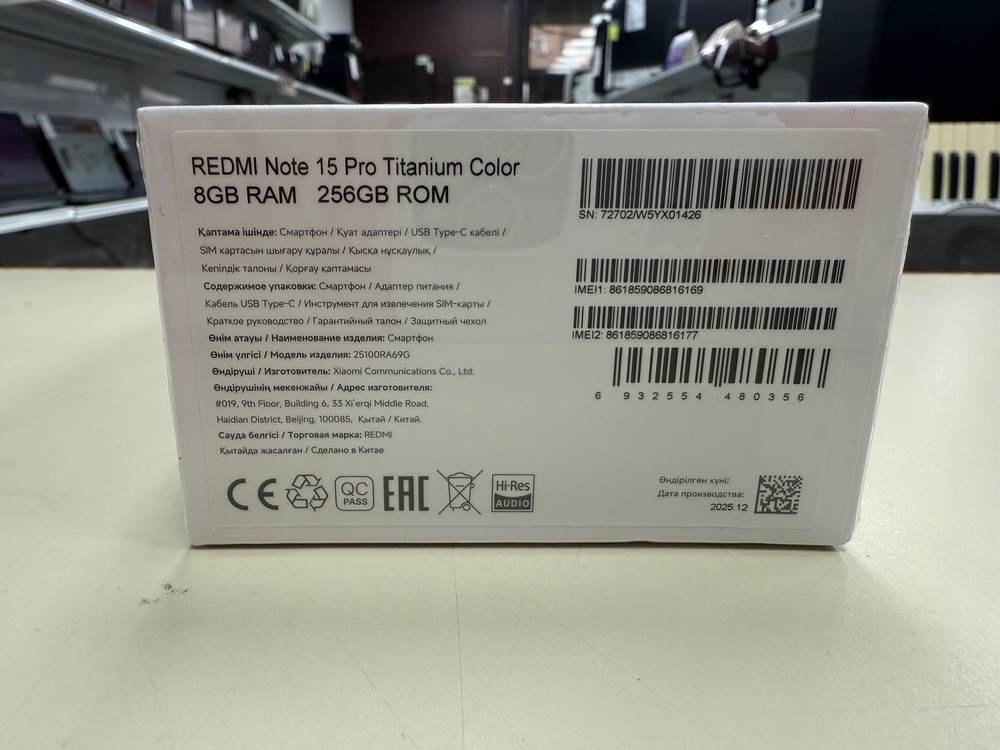 REDMI Note 15 Pro Titanium Color
8GB RAM 256GB ROM
Қаптама ішінде: Смартфон / Қуат адаптері / USB Type-C кабелі /
SIM картасын шығару құралы / Қысқа нұсқаулық /
Кепілдік талоны / Қорғау қаптамасы
Содержимое упаковки: Смартфон / Адаптер питания /
Кабель USB Type-C / Инструмент для извлечения SIM-карты /
Краткое руководство / Гарантийный талон / Защитный чехол
Өнім атауы / Наименование изделия: Смартфон
Өнім үлгісі / Модель изделия: 25100RA69G
Өндіруші / Изготовитель: Xiaomi Communications Co., Ltd.
Өндірушінің мекенжайы / Адрес изготовителя:
#019, 9th Floor, Building 6, 33 Xi'erqi Middle Road,
Haidian District, Beijing, 100085, Қытай / Китай.
Сауда белгісі / Торговая марка: REDMI
Қытайда жасалған / Сделано в Китае
SN: 72702/W5YX01426
IMEI1: 861859086816169
IMEI2: 861859086816177
6 932554 480356
CE
QC
PASS
EAC
Hi-Res
AUDIO
Өндірілген күні:
Дата производства:
2025.12